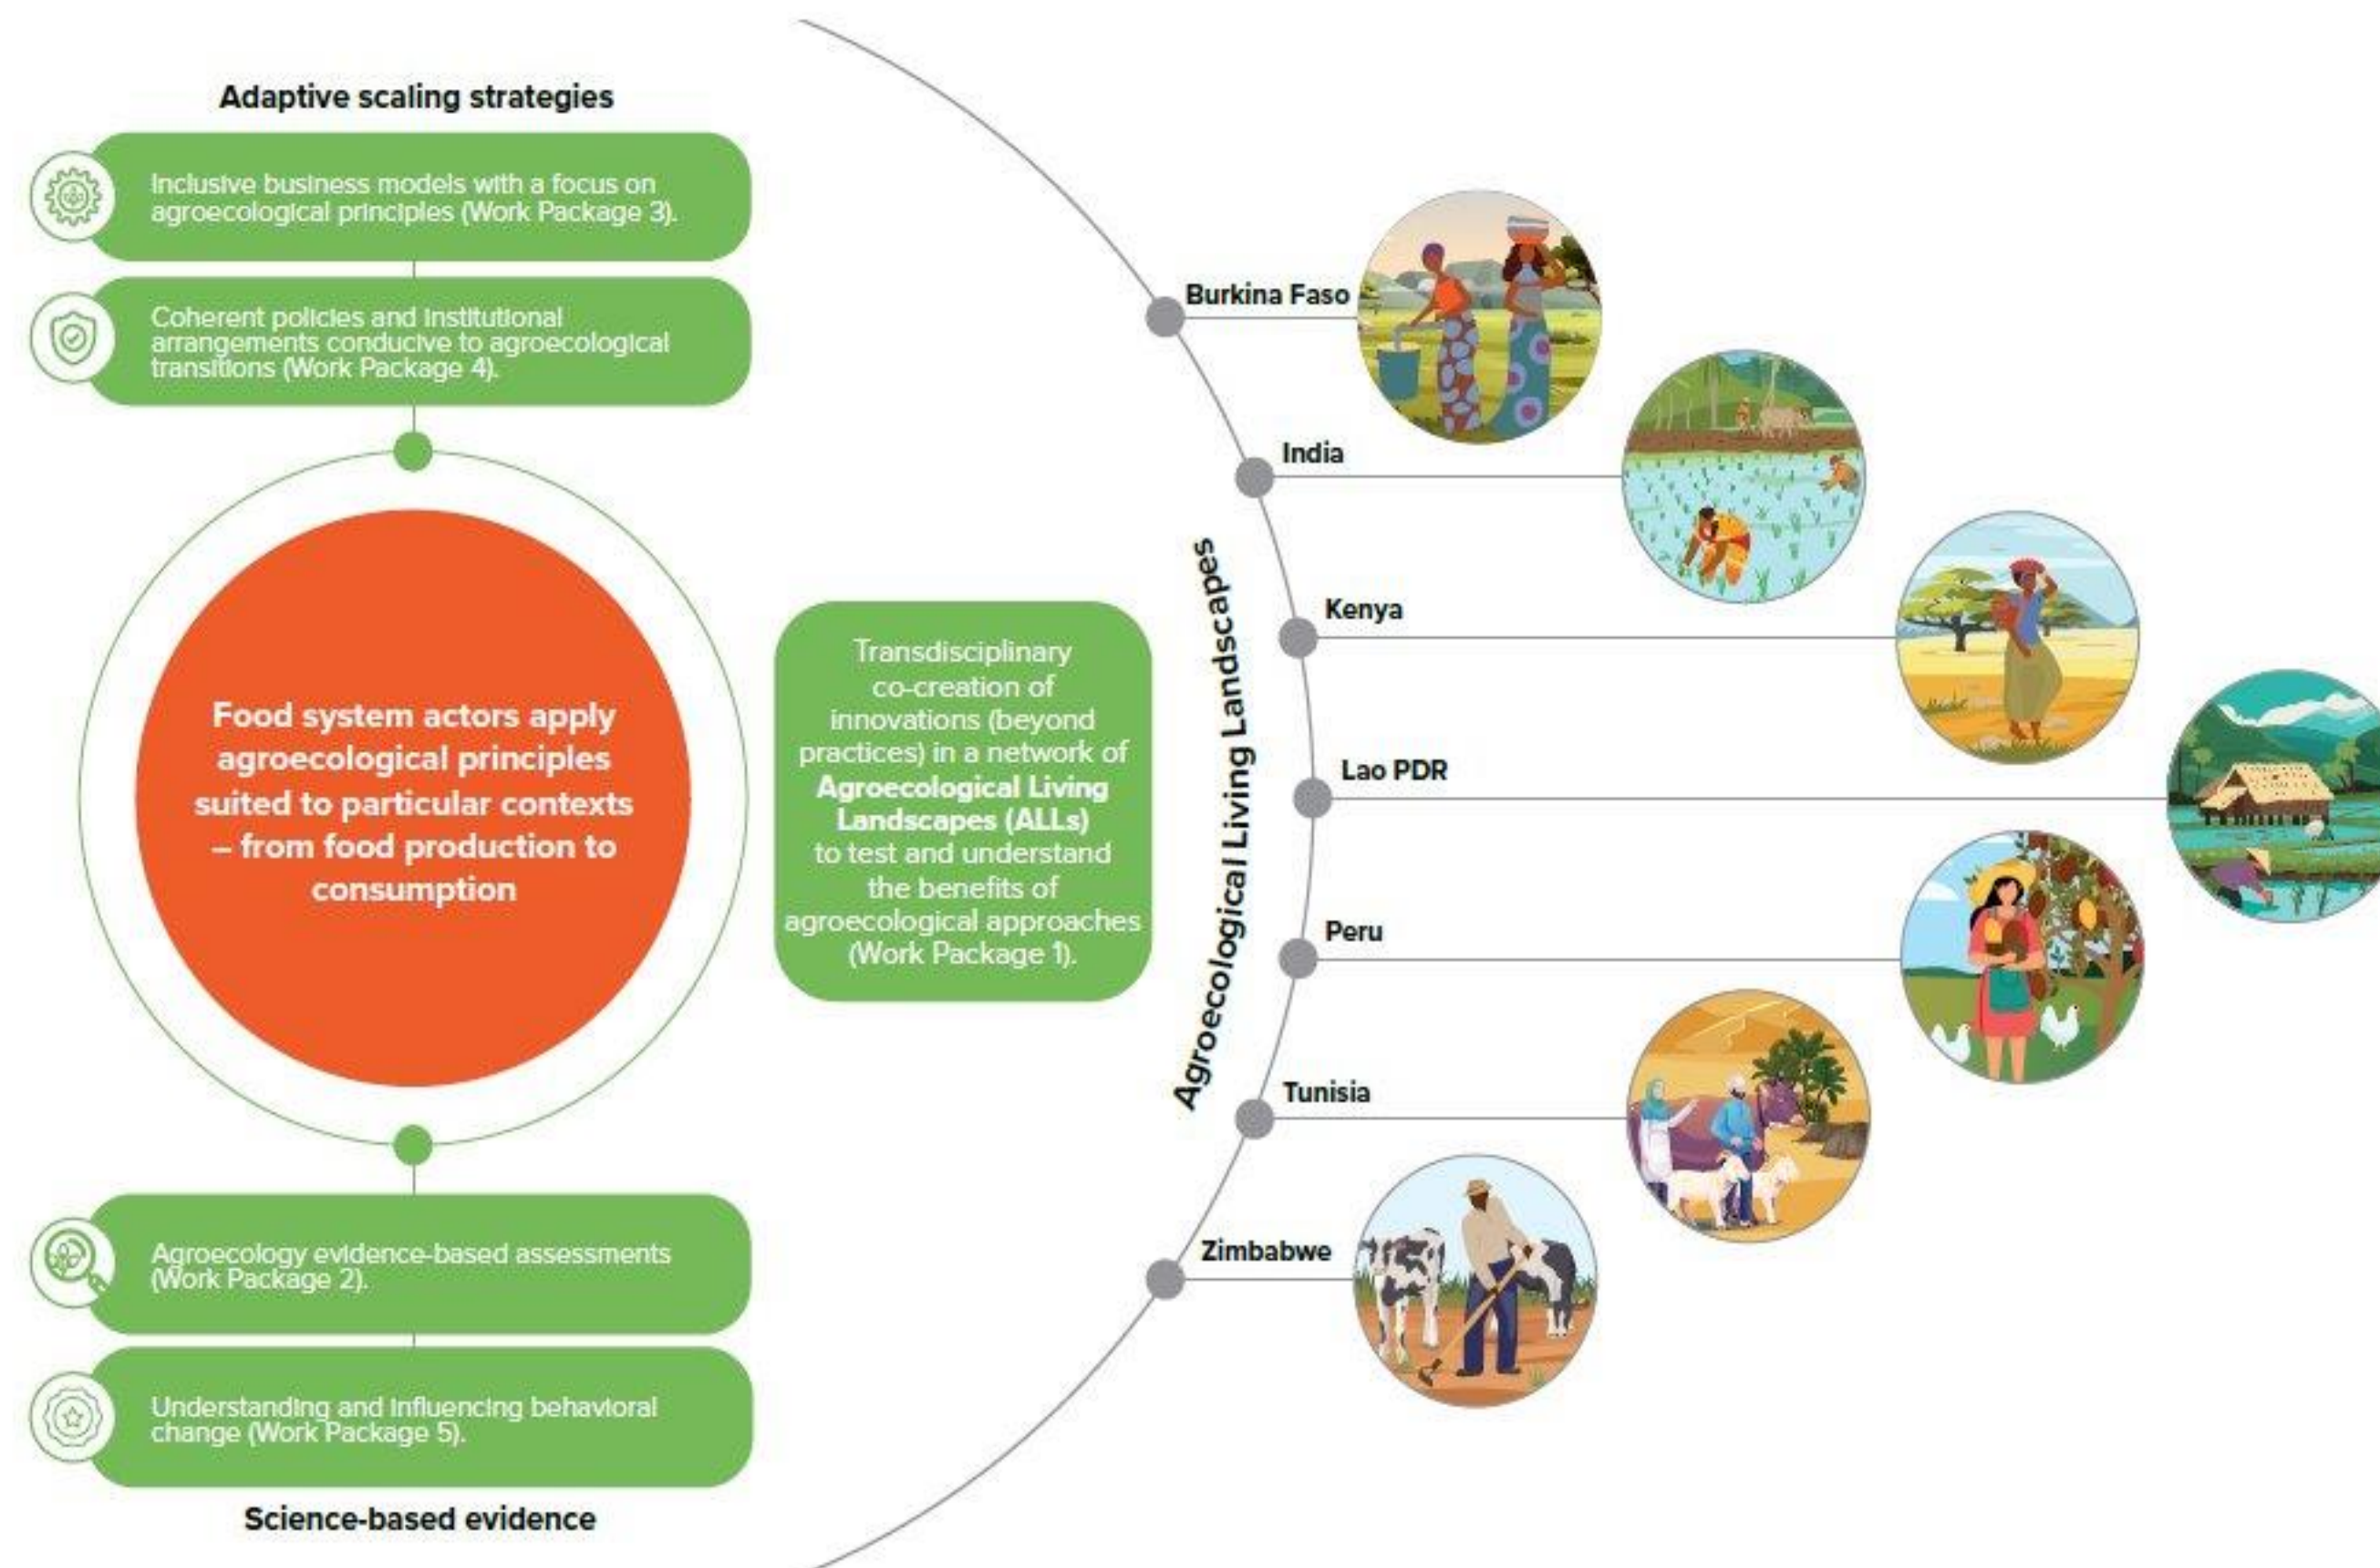 Adaptive scaling strategies
Inclusive business models with a focus on
agroecological principles (Work Package 3).
Coherent policies and institutional
arrangements conducive to agroecological
transitions (Work Package 4).
Food system actors apply
agroecological principles
suited to particular contexts
– from food production to
consumption
Agroecology evidence-based assessments
(Work Package 2).
Understanding and influencing behavioral
change (Work Package 5).
Science-based evidence
Transdisciplinary
co-creation of
innovations (beyond
practices) in a network of
Agroecological Living
Landscapes (ALLs)
to test and understand
the benefits of
agroecological approaches
(Work Package 1).
Agroecological Living Landscapes
Burkina Faso
India
Kenya
Lao PDR
Peru
Tunisia
Zimbabwe